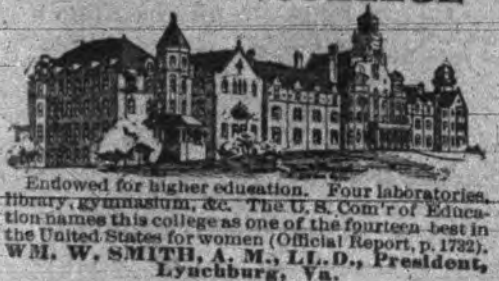 Endowed for higher education. Four laboratories,
library, gymnasium, &c. The U. S. Com'r of Educa-
tion names this college as one of the fourteen best in
the United States for women (Official Report, p. 1732).
WM. W. SMITH, A. M., LL.D., President,
Lynchburg, Va.